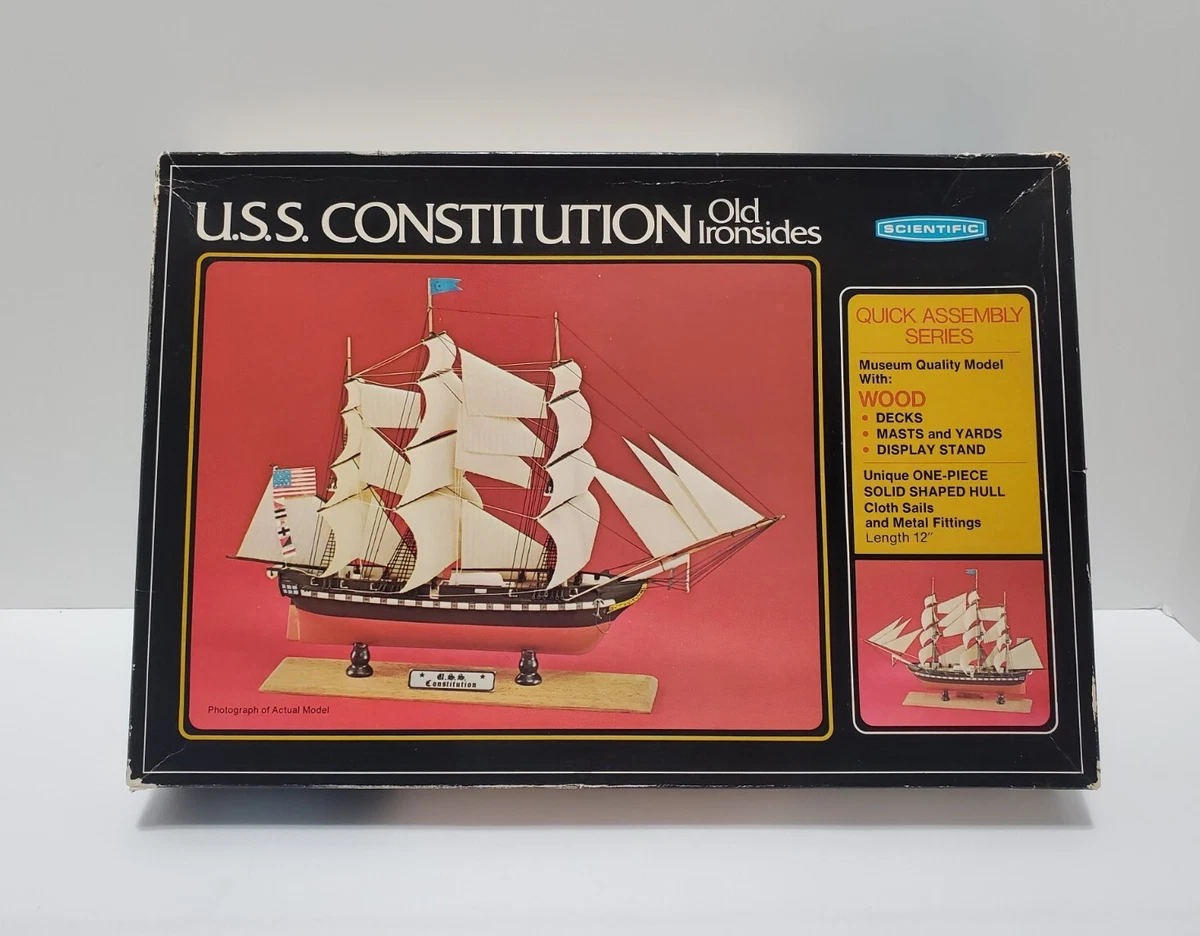 U.S.S. CONSTITUTION Old Ironsides
SCIENTIFIC
QUICK ASSEMBLY
SERIES
Museum Quality Model
With:
WOOD
• DECKS
• MASTS and YARDS
• DISPLAY STAND
Unique ONE-PIECE
SOLID SHAPED HULL
Cloth Sails
and Metal Fittings
Length 12"
U.S.S.
Constitution
Photograph of Actual Model